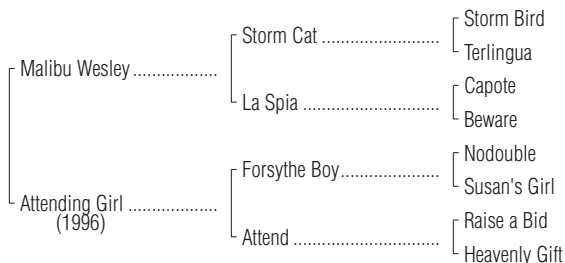 Storm Bird
Storm Cat ..........................
Terlingua
Malibu Wesley ..................
Capote
La Spia ..............................
Beware
Nodouble
Forsythe Boy......................
Susan's Girl
Attending Girl ....................
(1996)
Raise a Bid
Attend ................................
Heavenly Gift